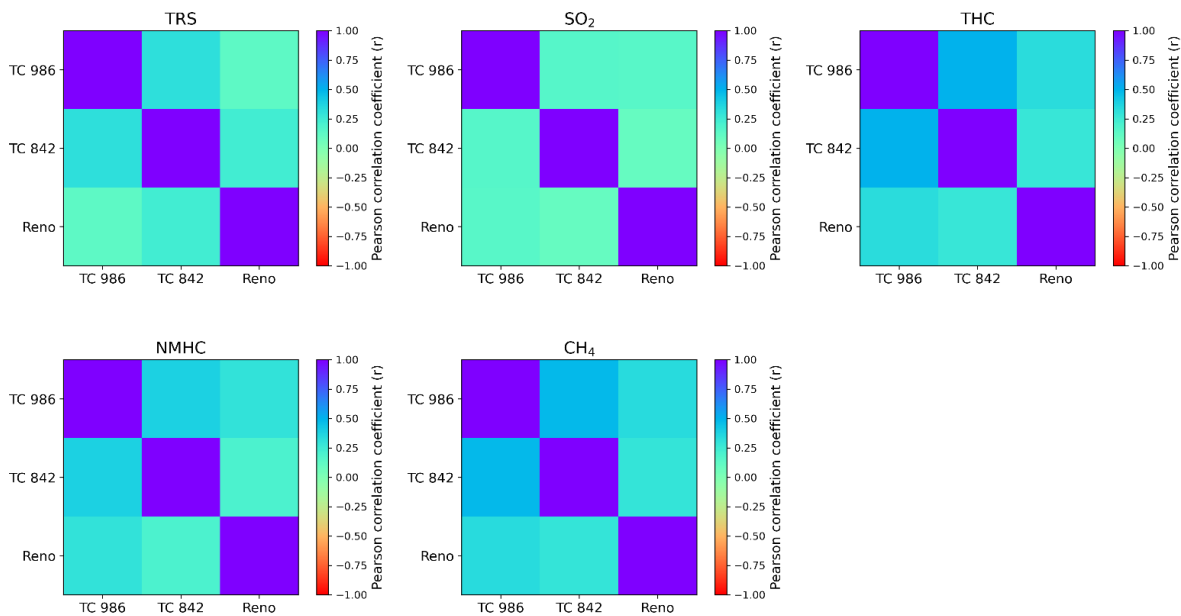 TRS
TC 986
TC 842
Reno
TC 986 TC 842 Reno
1.00
0.75
0.50
0.25
0.00
−0.25
−0.50
−0.75
−1.00
Pearson correlation coefficient (r)
SO₂
TC 986
TC 842
Reno
TC 986 TC 842 Reno
1.00
0.75
0.50
0.25
0.00
−0.25
−0.50
−0.75
−1.00
Pearson correlation coefficient (r)
THC
TC 986
TC 842
Reno
TC 986 TC 842 Reno
1.00
0.75
0.50
0.25
0.00
−0.25
−0.50
−0.75
−1.00
Pearson correlation coefficient (r)
NMHC
TC 986
TC 842
Reno
TC 986 TC 842 Reno
1.00
0.75
0.50
0.25
0.00
−0.25
−0.50
−0.75
−1.00
Pearson correlation coefficient (r)
CH₄
TC 986
TC 842
Reno
TC 986 TC 842 Reno
1.00
0.75
0.50
0.25
0.00
−0.25
−0.50
−0.75
−1.00
Pearson correlation coefficient (r)